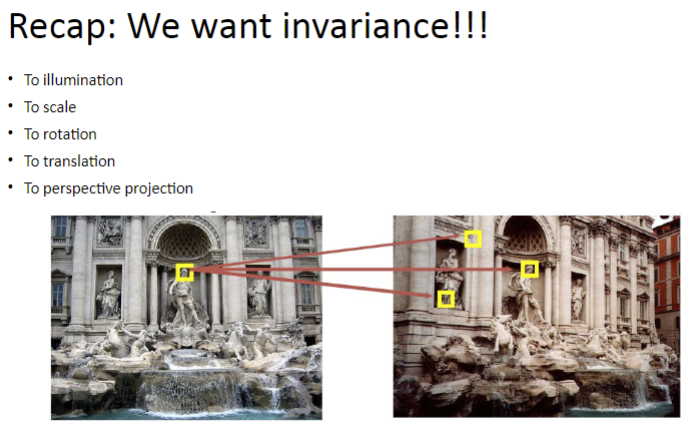 Recap: We want invariance!!!
• To illumination
• To scale
• To rotation
• To translation
• To perspective projection